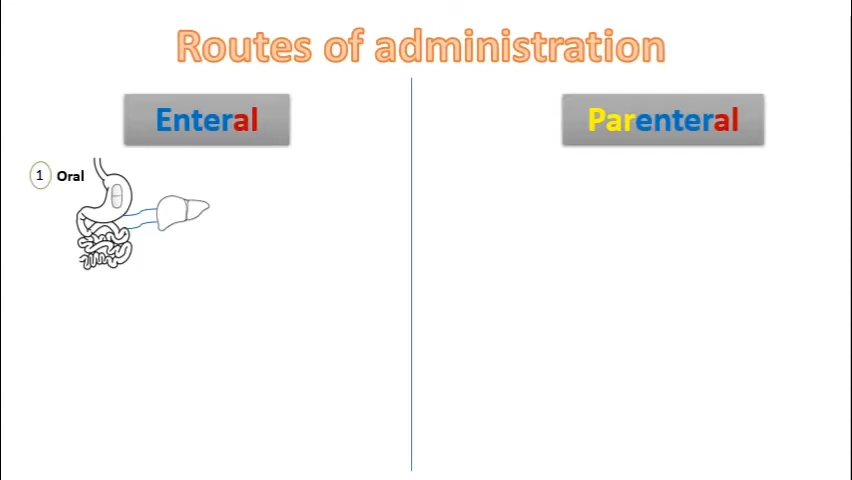 Routes of administration
Enteral
Parenteral
1 Oral